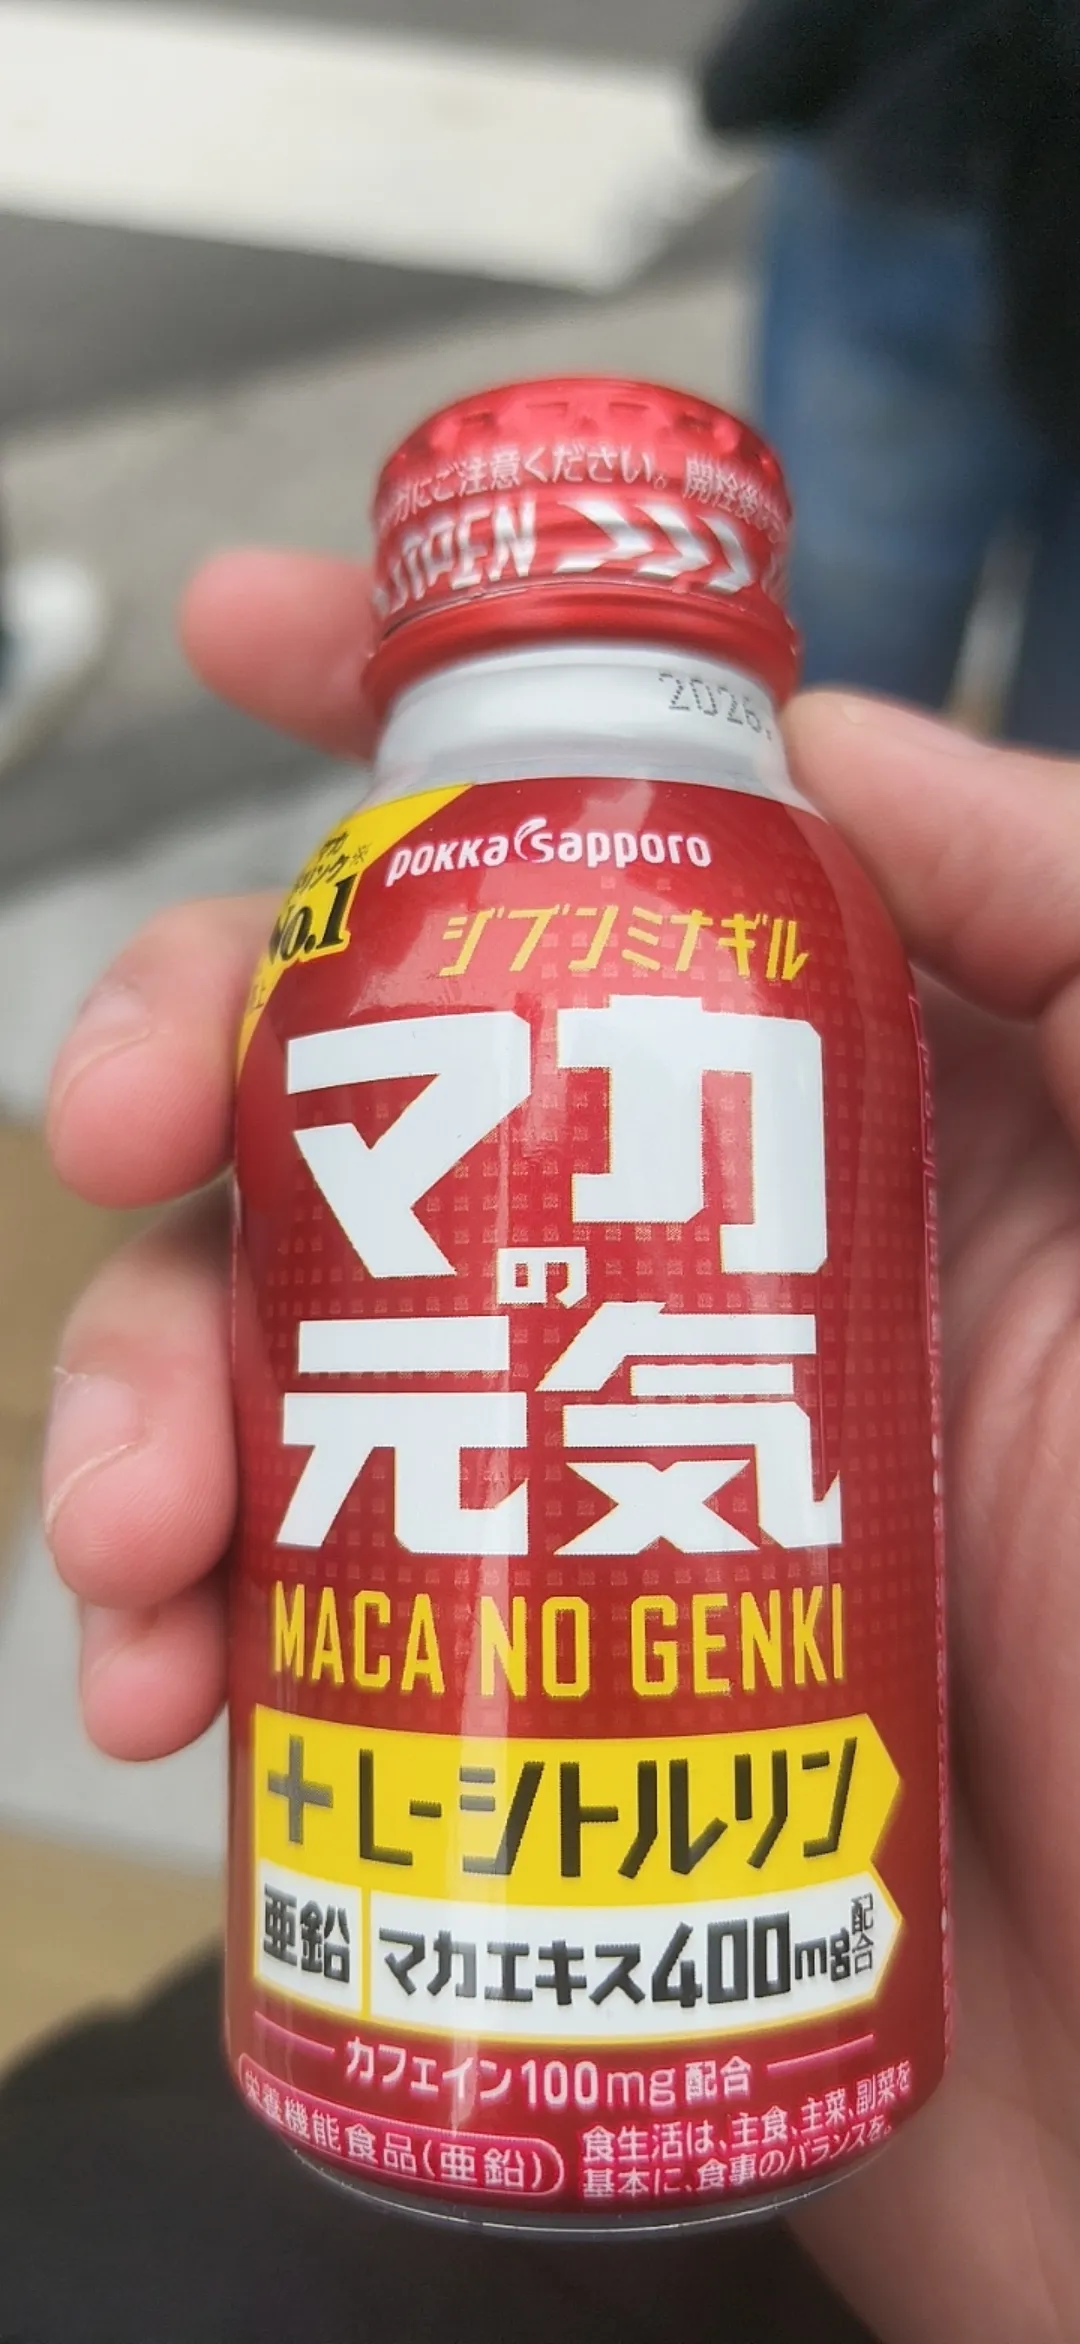 にご注意ください。開栓後は
OPEN
2026.
pokka sapporo
No.1
ジブンミナギル
マカ
の
元気
MACA NO GENKI
+L-シトルリン
亜鉛 マカエキス400mg配合
カフェイン100mg配合
栄養機能食品(亜鉛)
食生活は、主食、主菜、副菜を
基本に、食事のバランスを。